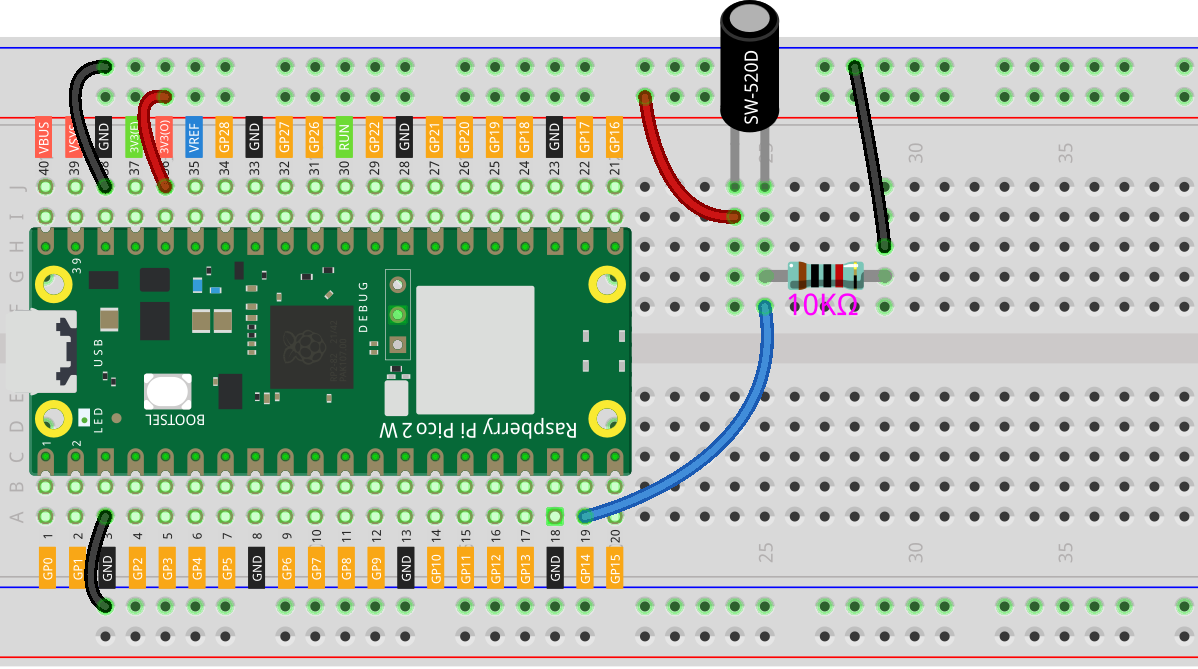 SW-520D
VBUS
GND
3V3(E)
3V3(O)
VREF
GP28
GND
GP27
GP26
RUN
GP22
GND
GP21
GP20
GP19
GP18
GND
GP17
GP16
40
39
37
35
34
33
32
31
30
29
28
27
26
25
24
23
22
21
30
35
J
I
H
G
F
39
DEBUG
10KΩ
USB
BOOTSEL
LED
Raspberry Pi Pico 2 W
1
2
E
D
C
B
A
1
2
3
4
5
6
7
8
9
10
11
12
13
14
15
16
17
18
19
20
25
30
35
GP0
GP1
GND
GP2
GP3
GP4
GP5
GND
GP6
GP7
GP8
GP9
GND
GP10
GP11
GP12
GP13
GND
GP14
GP15